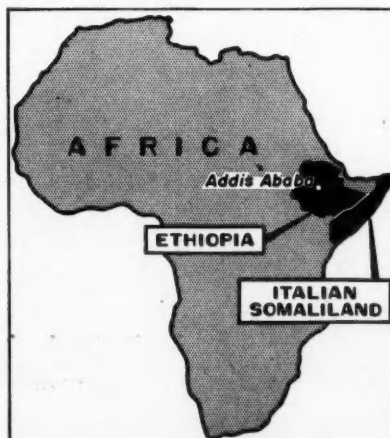 AFRICA
Addis Ababa
ETHIOPIA
ITALIAN
SOMALILAND